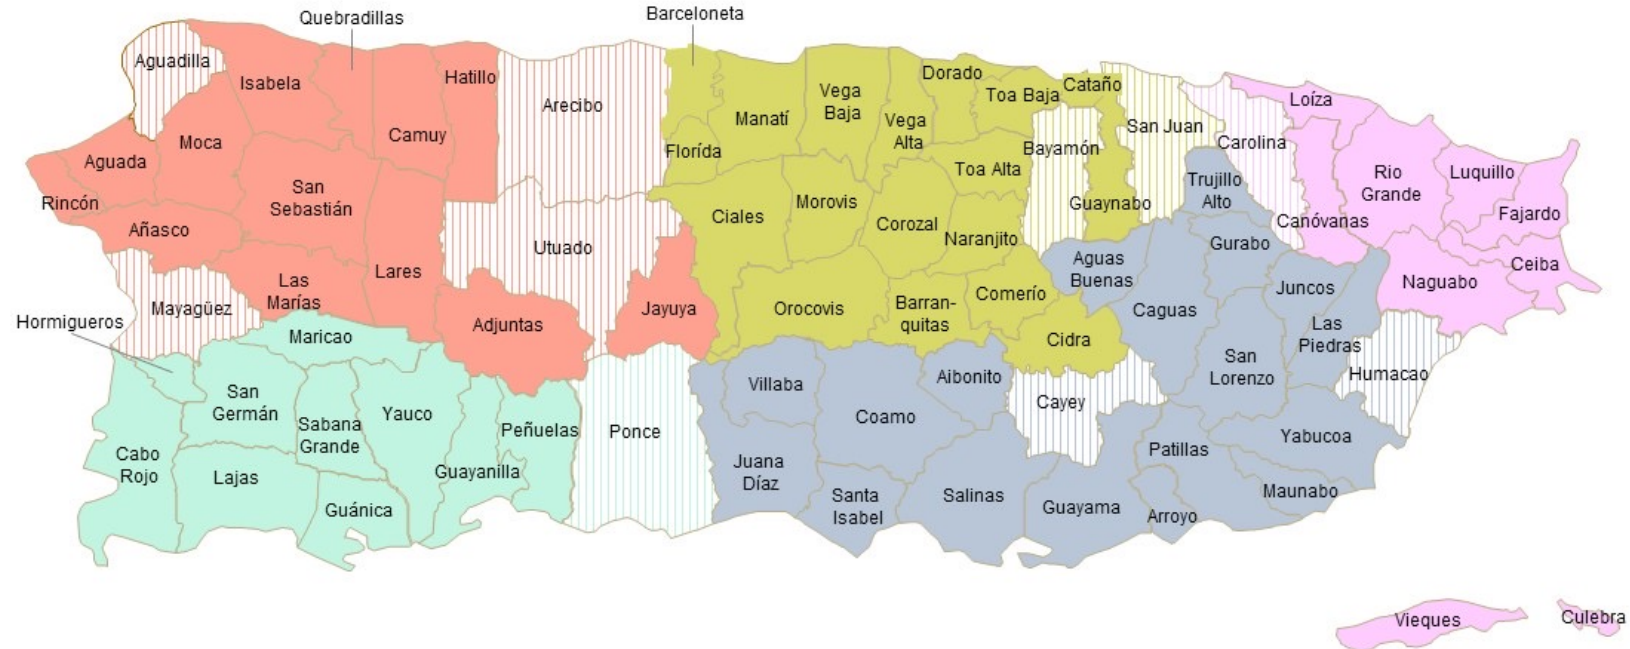 Quebradillas
Barceloneta
Aguadilla
Isabela
Hatillo
Arecibo
Dorado
Toa Baja
Cataño
Loíza
Vega
Baja
Manatí
Vega
Alta
San Juan
Camuy
Moca
Aguada
Florída
Bayamón
Carolina
Toa Alta
Rio
Grande
Luquillo
San
Sebastián
Trujillo
Alto
Rincón
Morovis
Guaynabo
Ciales
Corozal
Canóvanas
Fajardo
Añasco
Naranjito
Gurabo
Utuado
Aguas
Buenas
Ceiba
Lares
Las
Marías
Naguabo
Juncos
Comerío
Mayagüez
Jayuya
Orocovis
Barran-
quitas
Caguas
Hormigueros
Adjuntas
Las
Piedras
Maricao
Cidra
San
Lorenzo
Humacao
Villaba
Aibonito
San
Germán
Cayey
Yauco
Coamo
Sabana
Grande
Peñuelas
Ponce
Yabucoa
Patillas
Cabo
Rojo
Juana
Díaz
Guayanilla
Lajas
Maunabo
Santa
Isabel
Salinas
Guánica
Guayama
Arroyo
Vieques
Culebra